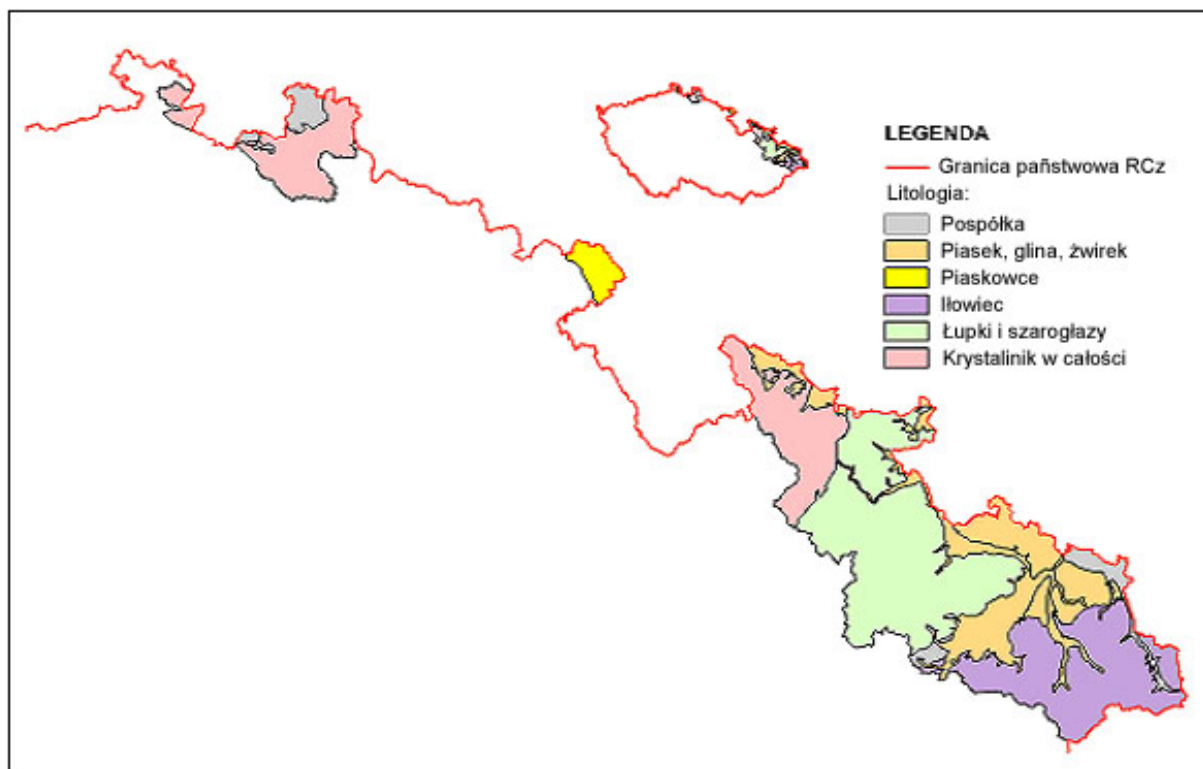 LEGENDA
Granica państwowa RCz
Litologia:
Pospółka
Piasek, glina, żwirek
Piaskowce
Iłowiec
Łupki i szarogłazy
Krystalinik w całości